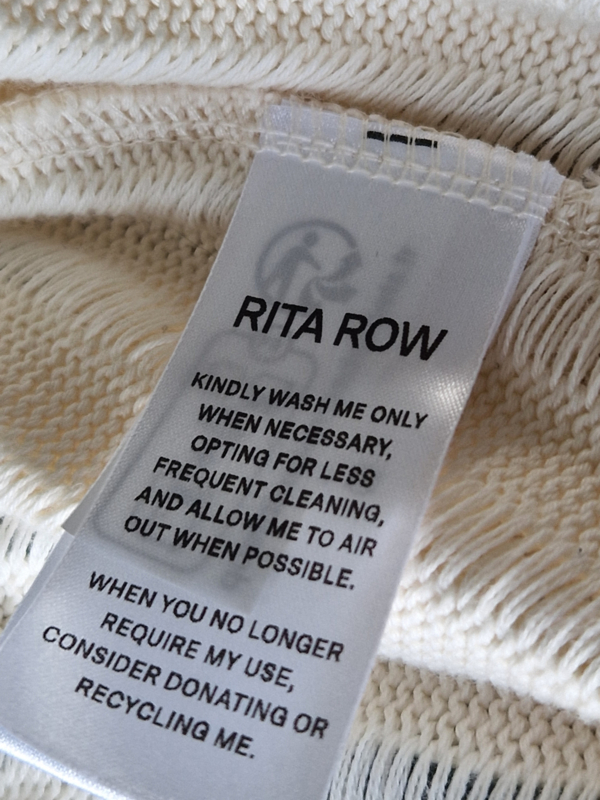 RITA ROW
KINDLY WASH ME ONLY
WHEN NECESSARY,
OPTING FOR LESS
FREQUENT CLEANING,
AND ALLOW ME TO AIR
OUT WHEN POSSIBLE.
WHEN YOU NO LONGER
REQUIRE MY USE,
CONSIDER DONATING OR
RECYCLING ME.